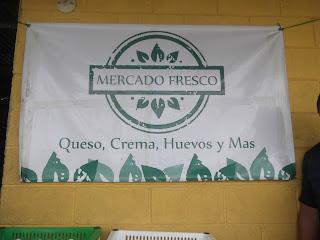 MERCADO FRESCO
Queso, Crema, Huevos y Mas